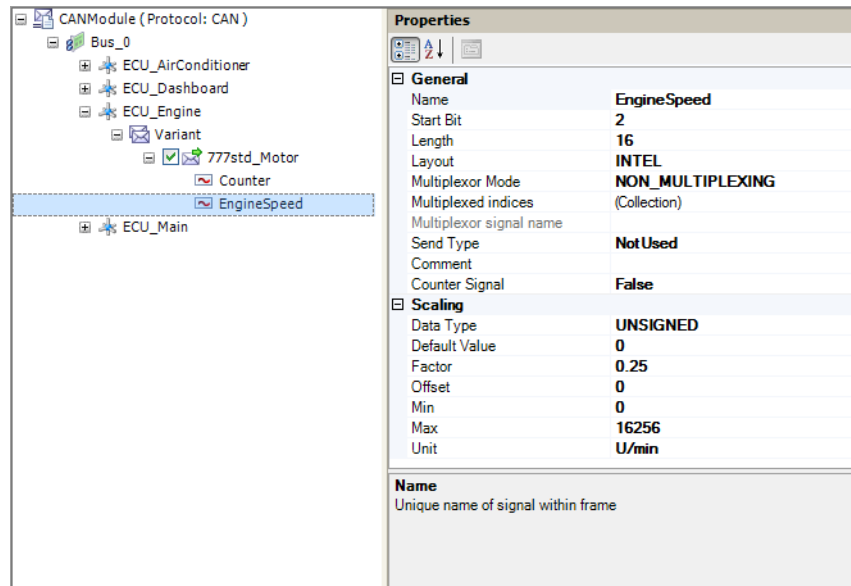 CANModule ( Protocol: CAN )
Bus_0
ECU_AirConditioner
ECU_Dashboard
ECU_Engine
Variant
777std_Motor
Counter
EngineSpeed
ECU_Main
Properties
General
Name EngineSpeed
Start Bit 2
Length 16
Layout INTEL
Multiplexor Mode NON_MULTIPLEXING
Multiplexed indices (Collection)
Multiplexor signal name
Send Type NotUsed
Comment
Counter Signal False
Scaling
Data Type UNSIGNED
Default Value 0
Factor 0.25
Offset 0
Min 0
Max 16256
Unit U/min
Name
Unique name of signal within frame